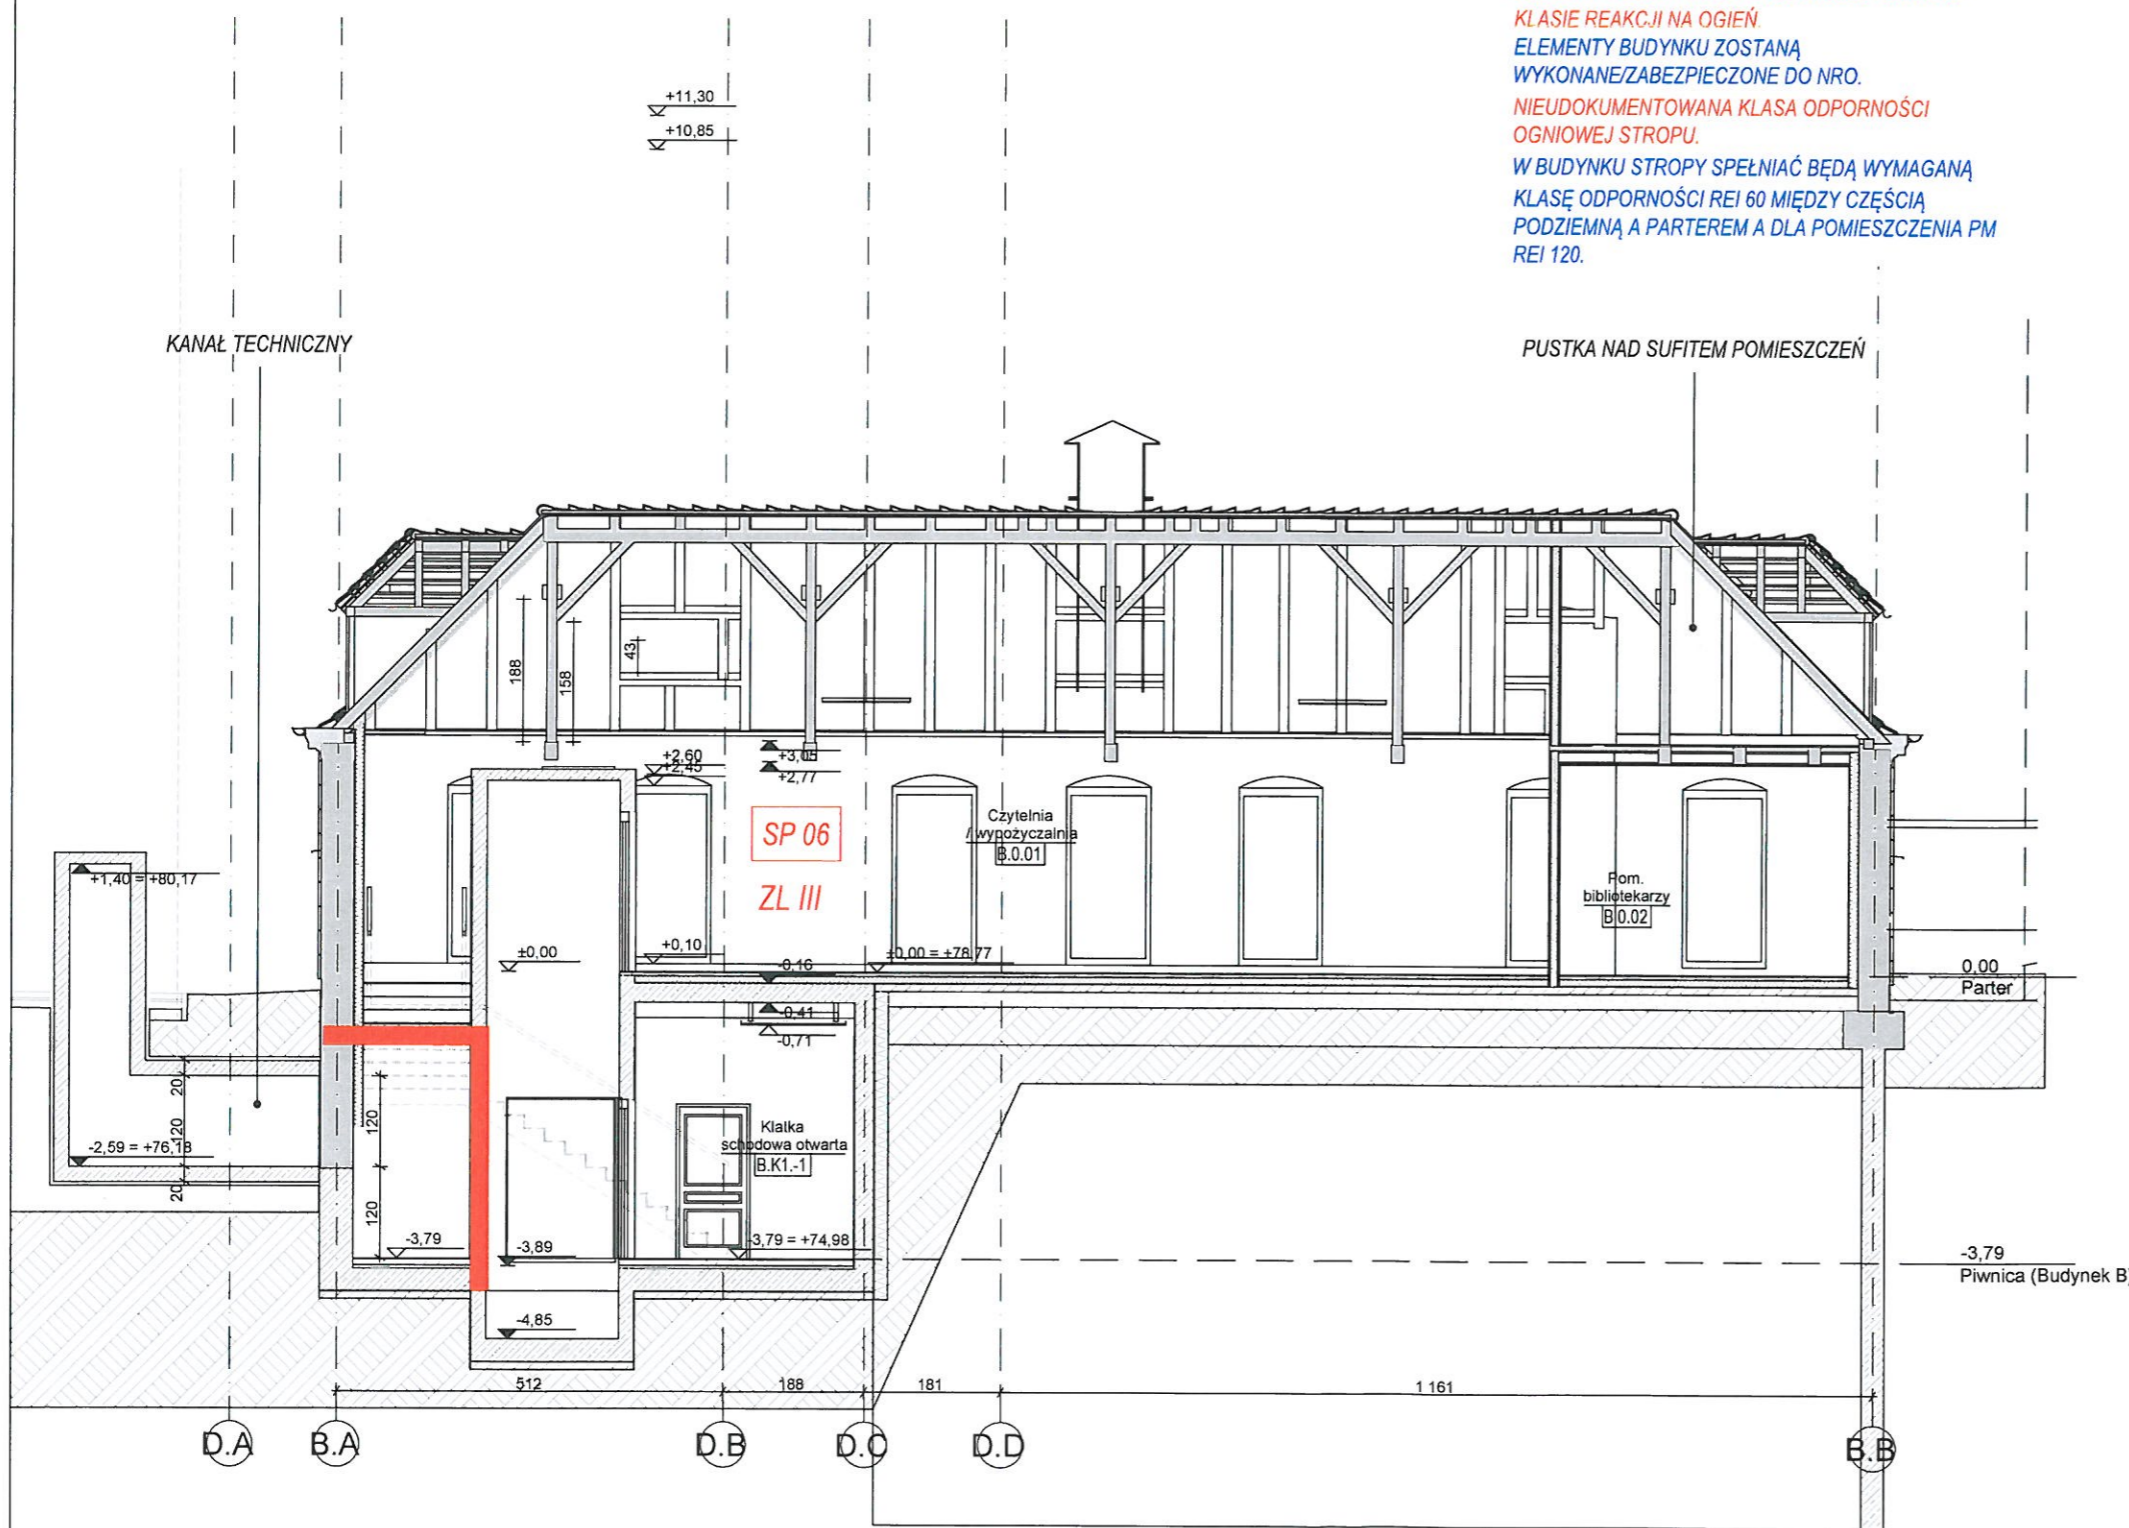 KLASIE REAKCJI NA OGIEŃ.
ELEMENTY BUDYNKU ZOSTANĄ
WYKONANE/ZABEZPIECZONE DO NRO.
NIEUDOKUMENTOWANA KLASA ODPORNOŚCI
OGNIOWEJ STROPU.
W BUDYNKU STROPY SPEŁNIAĆ BĘDĄ WYMAGANĄ
KLASĘ ODPORNOŚCI REI 60 MIĘDZY CZĘŚCIĄ
PODZIEMNĄ A PARTEREM A DLA POMIESZCZENIA PM
REI 120.
+11,30
+10,85
KANAŁ TECHNICZNY
PUSTKA NAD SUFITEM POMIESZCZEŃ
188
158
43
+2,60
+2,45
+3,05
+2,77
SP 06
ZL III
Czytelnia
/ wypożyczalnia
B.0.01
Pom.
bibliotekarzy
B.0.02
+1,40 = +80,17
±0,00
+0,10
±0,00 = +78,77
-0,16
-0,41
-0,71
0,00
Parter
20
120
20
-2,59 = +76,18
120
120
Klatka
schodowa otwarta
B.K1.-1
-3,79
-3,89
-3,79 = +74,98
-3,79
Piwnica (Budynek B)
-4,85
512
188
181
1 161
D.A
B.A
D.B
D.C
D.D
B.B